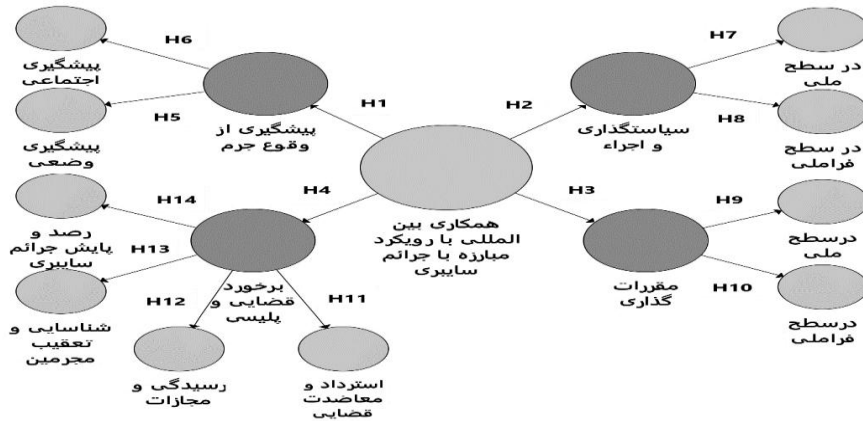 H6
H7
پیشگیری
اجتماعی
در سطح
ملی
H1
H2
H5
H8
پیشگیری از
وقوع جرم
سیاستگذاری
و اجراء
پیشگیری
وضعی
در سطح
فراملی
H14
H4
H3
H9
همکاری بین
المللی با رویکرد
مبارزه با جرائم
سایبری
رصد و
پایش جرائم
سایبری
درسطح
ملی
H13
H10
برخورد
قضایی و
پلیسی
مقررات
گذاری
H12
H11
شناسایی و
تعقیب
مجرمین
درسطح
فراملی
رسیدگی و
مجازات
استرداد و
معاضدت
قضایی